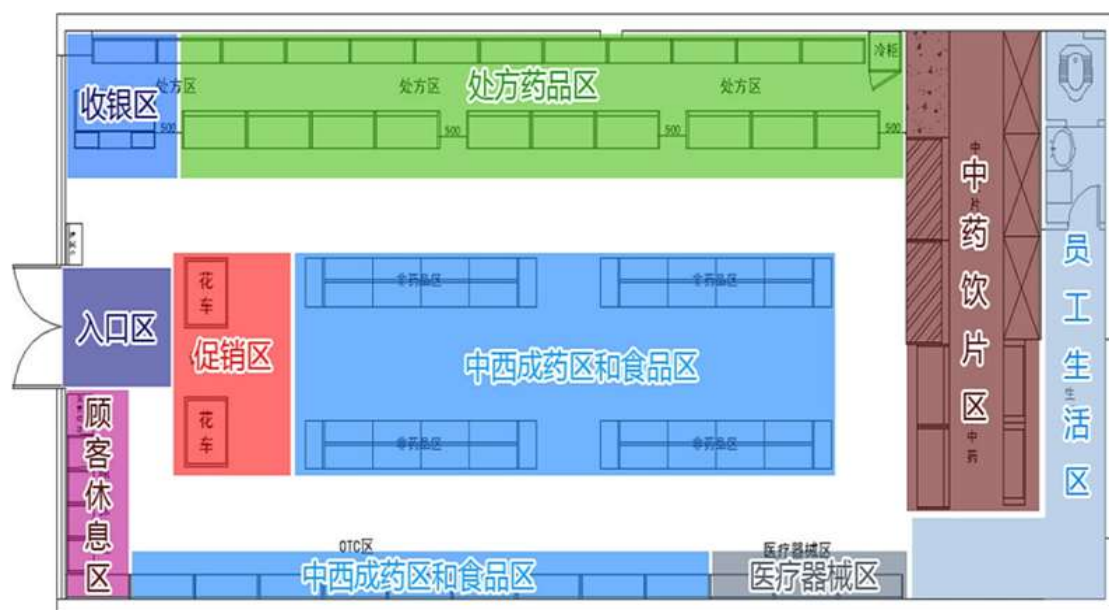 收银区
处方区
处方药品区
处方区
处方区
冷柜
500
500
500
500
中药饮片区
中药
员工生活区
入口区
花车
促销区
花车
非药品区
非药品区
中西成药区和食品区
非药品区
非药品区
顾客休息区
OTC区
中西成药区和食品区
医疗器械区
医疗器械区